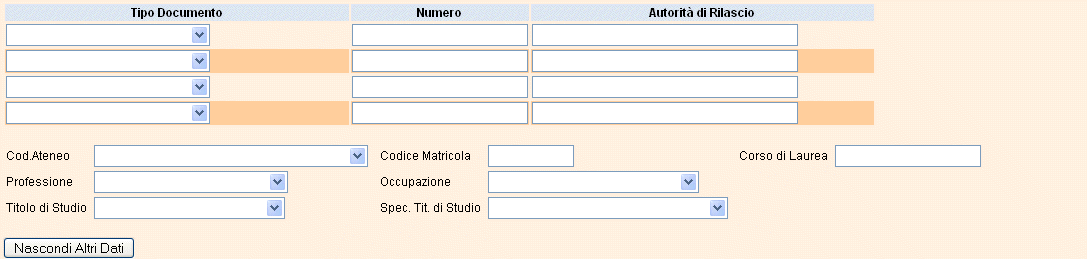 Tipo Documento Numero Autorità di Rilascio
Cod.Ateneo Codice Matricola Corso di Laurea
Professione Occupazione
Titolo di Studio Spec. Tit. di Studio
Nascondi Altri Dati